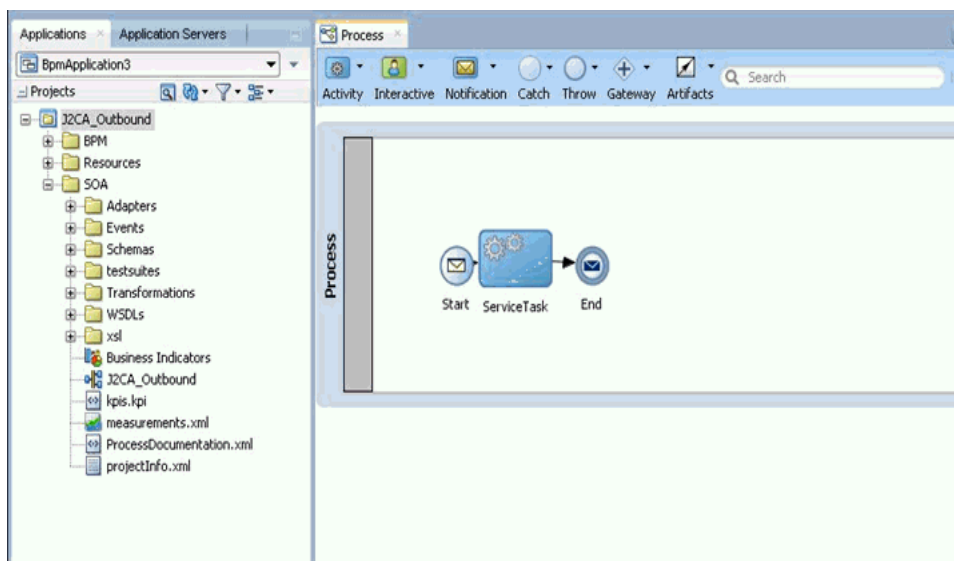 Applications
Application Servers
Process
BpmApplication3
Projects
Activity Interactive Notification Catch Throw Gateway Artifacts
Search
J2CA_Outbound
BPM
Resources
SOA
Adapters
Events
Schemas
testsuites
Transformations
WSDLs
xsl
Business Indicators
J2CA_Outbound
kpis.kpi
measurements.xml
ProcessDocumentation.xml
projectInfo.xml
Process
Start
ServiceTask
End